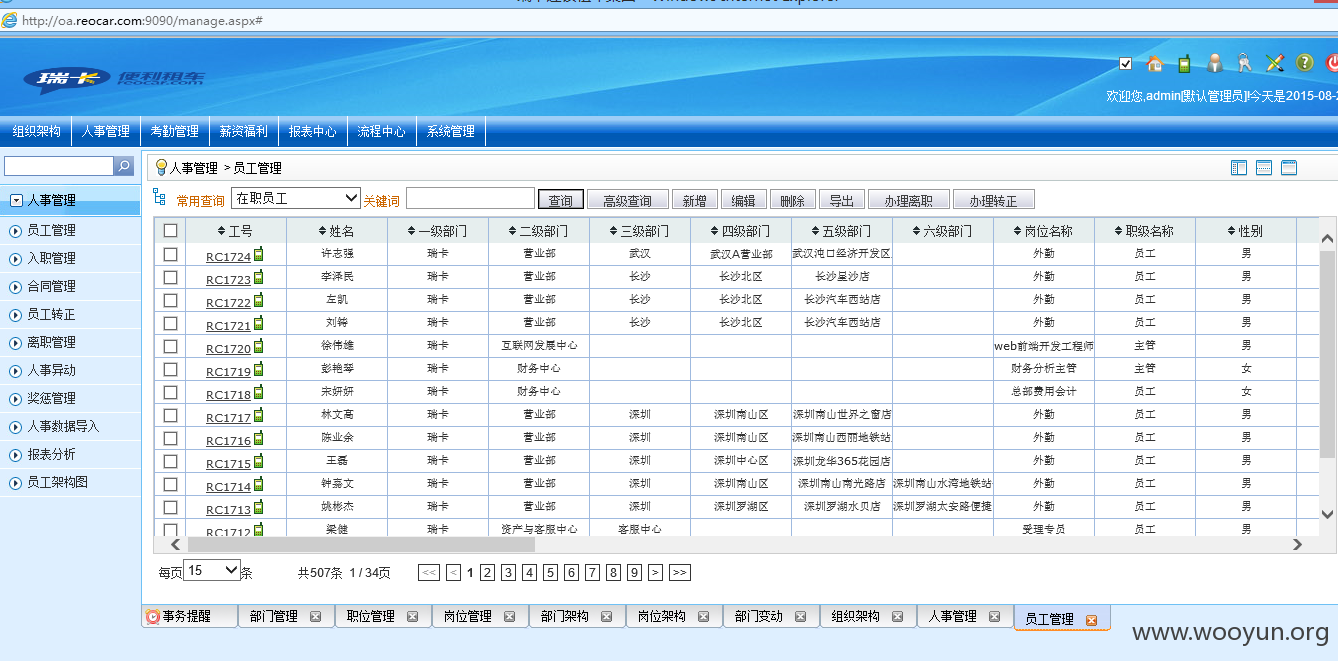 http://oa.reocar.com:9090/manage.aspx#
瑞卡 便利租车
reocar.com
欢迎您,admin[默认管理员]!今天是2015-08-2
组织架构 人事管理 考勤管理 薪资福利 报表中心 流程中心 系统管理
人事管理 > 员工管理
人事管理
员工管理
入职管理
合同管理
员工转正
离职管理
人事异动
奖惩管理
人事数据导入
报表分析
员工架构图
常用查询 在职员工 关键词 查询 高级查询 新增 编辑 删除 导出 办理离职 办理转正
工号 姓名 一级部门 二级部门 三级部门 四级部门 五级部门 六级部门 岗位名称 职级名称 性别
RC1724 许志强 瑞卡 营业部 武汉 武汉A营业部 武汉沌口经济开发区 外勤 员工 男
RC1723 李泽民 瑞卡 营业部 长沙 长沙北区 长沙星沙店 外勤 员工 男
RC1722 左凯 瑞卡 营业部 长沙 长沙北区 长沙汽车西站店 外勤 员工 男
RC1721 刘铸 瑞卡 营业部 长沙 长沙北区 长沙汽车西站店 外勤 员工 男
RC1720 徐伟雄 瑞卡 互联网发展中心 web前端开发工程师 主管 男
RC1719 彭艳琴 瑞卡 财务中心 财务分析主管 主管 女
RC1718 宋妍妍 瑞卡 财务中心 总部费用会计 员工 女
RC1717 林文高 瑞卡 营业部 深圳 深圳南山区 深圳南山世界之窗店 外勤 员工 男
RC1716 陈业余 瑞卡 营业部 深圳 深圳南山区 深圳南山西丽地铁站 外勤 员工 男
RC1715 王磊 瑞卡 营业部 深圳 深圳中心区 深圳龙华365花园店 外勤 员工 男
RC1714 钟嘉文 瑞卡 营业部 深圳 深圳南山区 深圳南山南光路店 深圳南山水湾地铁站 外勤 员工 男
RC1713 姚彬杰 瑞卡 营业部 深圳 深圳罗湖区 深圳罗湖水贝店 深圳罗湖太安路便捷 外勤 员工 男
RC1712 梁健 瑞卡 资产与客服中心 客服中心 受理专员 员工 男
每页 15 条 共507条 1/34页 << < 1 2 3 4 5 6 7 8 9 > >>
事务提醒 部门管理 职位管理 岗位管理 部门架构 岗位架构 部门变动 组织架构 人事管理 员工管理
www.wooyun.org